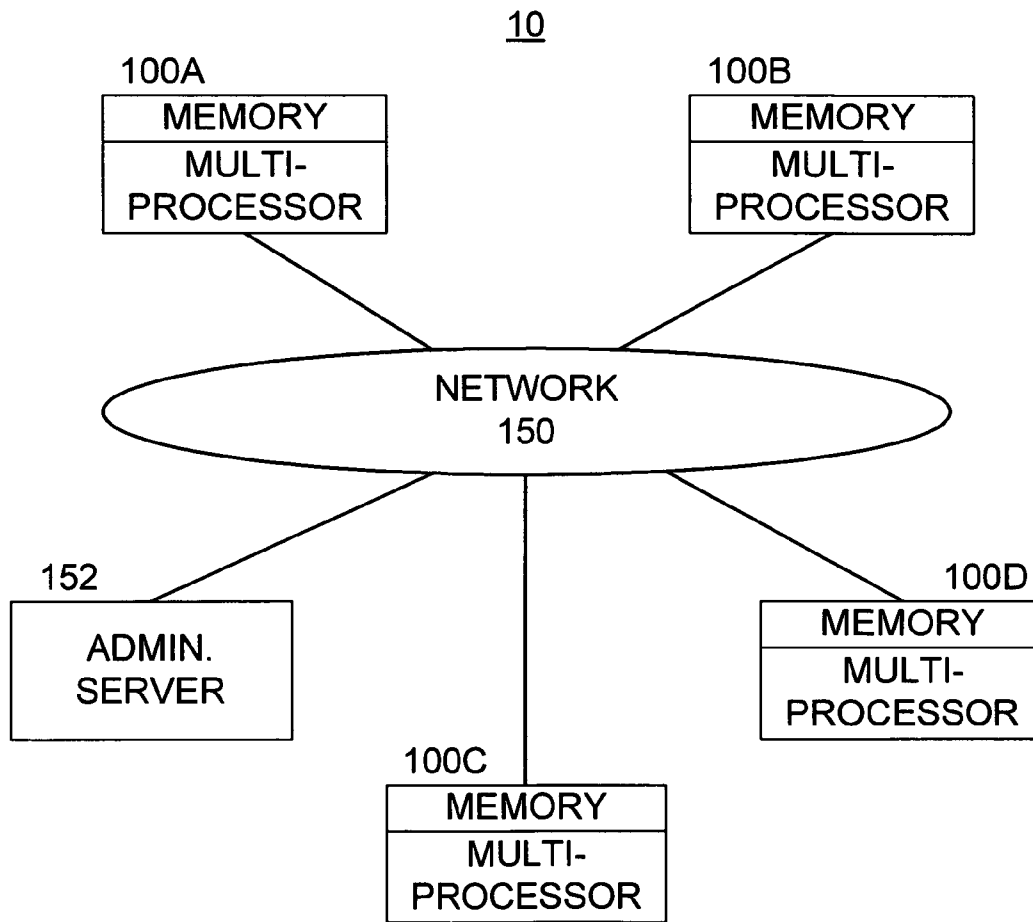 10
100A
MEMORY
MULTI-
PROCESSOR
100B
MEMORY
MULTI-
PROCESSOR
NETWORK
150
152
ADMIN.
SERVER
100C
MEMORY
MULTI-
PROCESSOR
100D
MEMORY
MULTI-
PROCESSOR